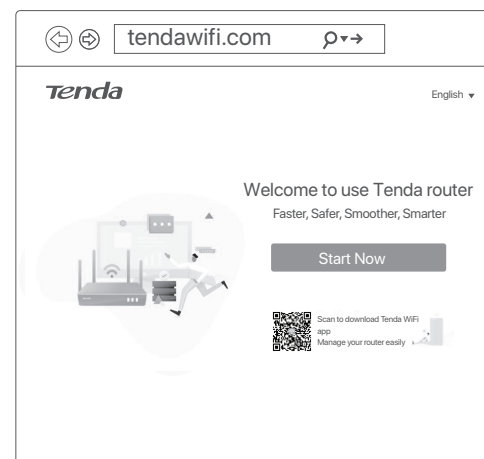 tendawifi.com
Tenda
English
Welcome to use Tenda router
Faster, Safer, Smoother, Smarter
Start Now
Scan to download Tenda WiFi
app
Manage your router easily